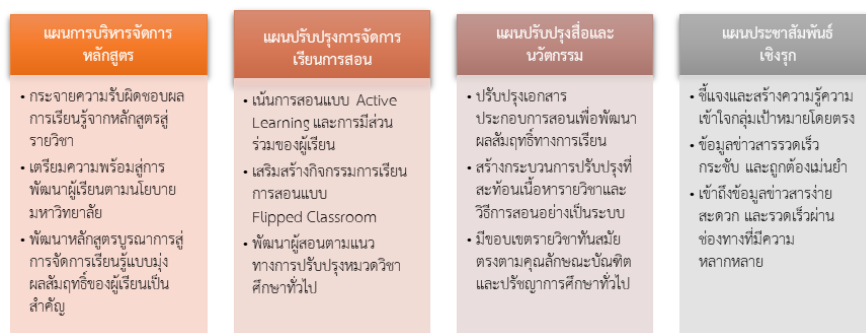 แผนการบริหารจัดการ
หลักสูตร
• กระจายความรับผิดชอบผล
การเรียนรู้จากหลักสูตรสู่
รายวิชา
• เตรียมความพร้อมสู่การ
พัฒนาผู้เรียนตามนโยบาย
มหาวิทยาลัย
• พัฒนาหลักสูตรบูรณาการสู่
การจัดการเรียนรู้แบบมุ่ง
ผลสัมฤทธิ์ของผู้เรียนเป็น
สำคัญ
แผนปรับปรุงการจัดการ
เรียนการสอน
• เน้นการสอนแบบ Active
Learning และการมีส่วน
ร่วมของผู้เรียน
• เสริมสร้างกิจกรรมการเรียน
การสอนแบบ
Flipped Classroom
• พัฒนาผู้สอนตามแนว
ทางการปรับปรุงหมวดวิชา
ศึกษาทั่วไป
แผนปรับปรุงสื่อและ
นวัตกรรม
• ปรับปรุงเอกสาร
ประกอบการสอนเพื่อพัฒนา
ผลสัมฤทธิ์ทางการเรียน
• สร้างกระบวนการปรับปรุงที่
สะท้อนเนื้อหารายวิชาและ
วิธีการสอนอย่างเป็นระบบ
• มีขอบเขตรายวิชาทันสมัย
ตรงตามคุณลักษณะบัณฑิต
และปรัชญาการศึกษาทั่วไป
แผนประชาสัมพันธ์
เชิงรุก
• ชี้แจงและสร้างความรู้ความ
เข้าใจกลุ่มเป้าหมายโดยตรง
• ข้อมูลข่าวสารรวดเร็ว
กระชับ และถูกต้องแม่นยำ
• เข้าถึงข้อมูลข่าวสารง่าย
สะดวก และรวดเร็วผ่าน
ช่องทางที่มีความ
หลากหลาย